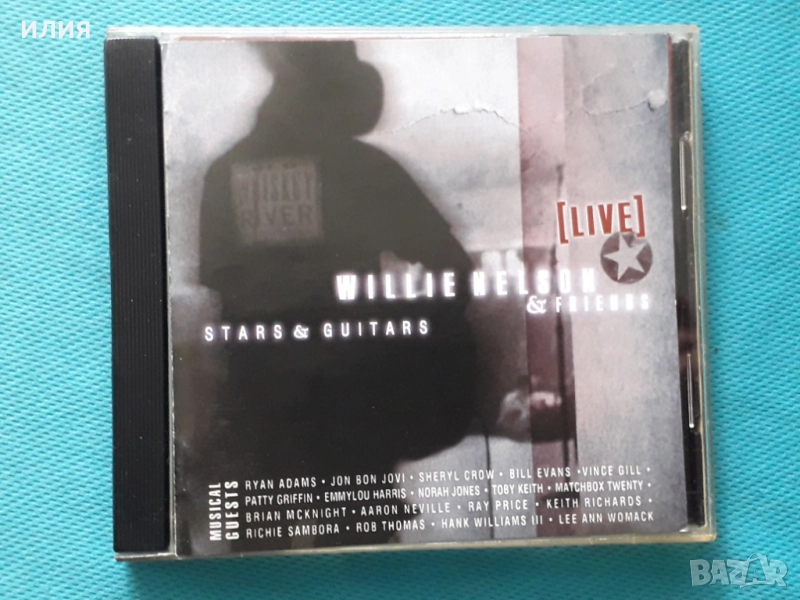 илия
WHISKEY
RIVER
[LIVE]
WILLIE NELSON
& FRIENDS
STARS & GUITARS
MUSICAL
GUESTS
RYAN ADAMS • JON BON JOVI • SHERYL CROW • BILL EVANS • VINCE GILL •
PATTY GRIFFIN • EMMYLOU HARRIS • NORAH JONES • TOBY KEITH • MATCHBOX TWENTY •
BRIAN MCKNIGHT • AARON NEVILLE • RAY PRICE • KEITH RICHARDS •
RICHIE SAMBORA • ROB THOMAS • HANK WILLIAMS III • LEE ANN WOMACK
BAZAR